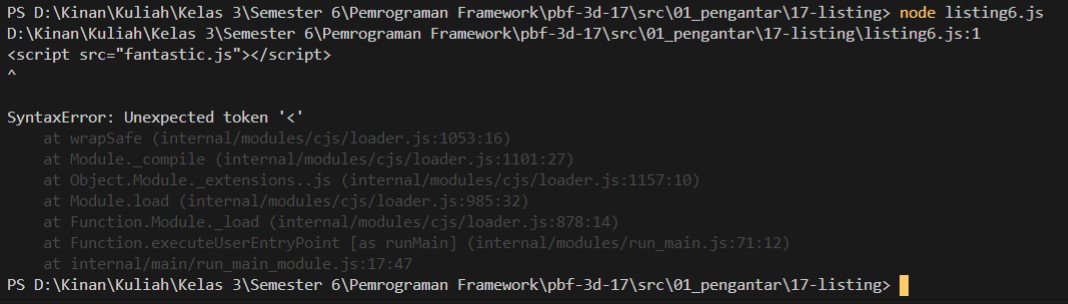 PS D:\Kinan\Kuliah\Kelas 3\Semester 6\Pemrograman Framework\pbf-3d-17\src\01_pengantar\17-listing> node listing6.js
D:\Kinan\Kuliah\Kelas 3\Semester 6\Pemrograman Framework\pbf-3d-17\src\01_pengantar\17-listing\listing6.js:1
<script src="fantastic.js"></script>
^
SyntaxError: Unexpected token '<'
at wrapSafe (internal/modules/cjs/loader.js:1053:16)
at Module._compile (internal/modules/cjs/loader.js:1101:27)
at Object.Module._extensions..js (internal/modules/cjs/loader.js:1157:10)
at Module.load (internal/modules/cjs/loader.js:985:32)
at Function.Module._load (internal/modules/cjs/loader.js:878:14)
at Function.executeUserEntryPoint [as runMain] (internal/modules/run_main.js:71:12)
at internal/main/run_main_module.js:17:47
PS D:\Kinan\Kuliah\Kelas 3\Semester 6\Pemrograman Framework\pbf-3d-17\src\01_pengantar\17-listing>